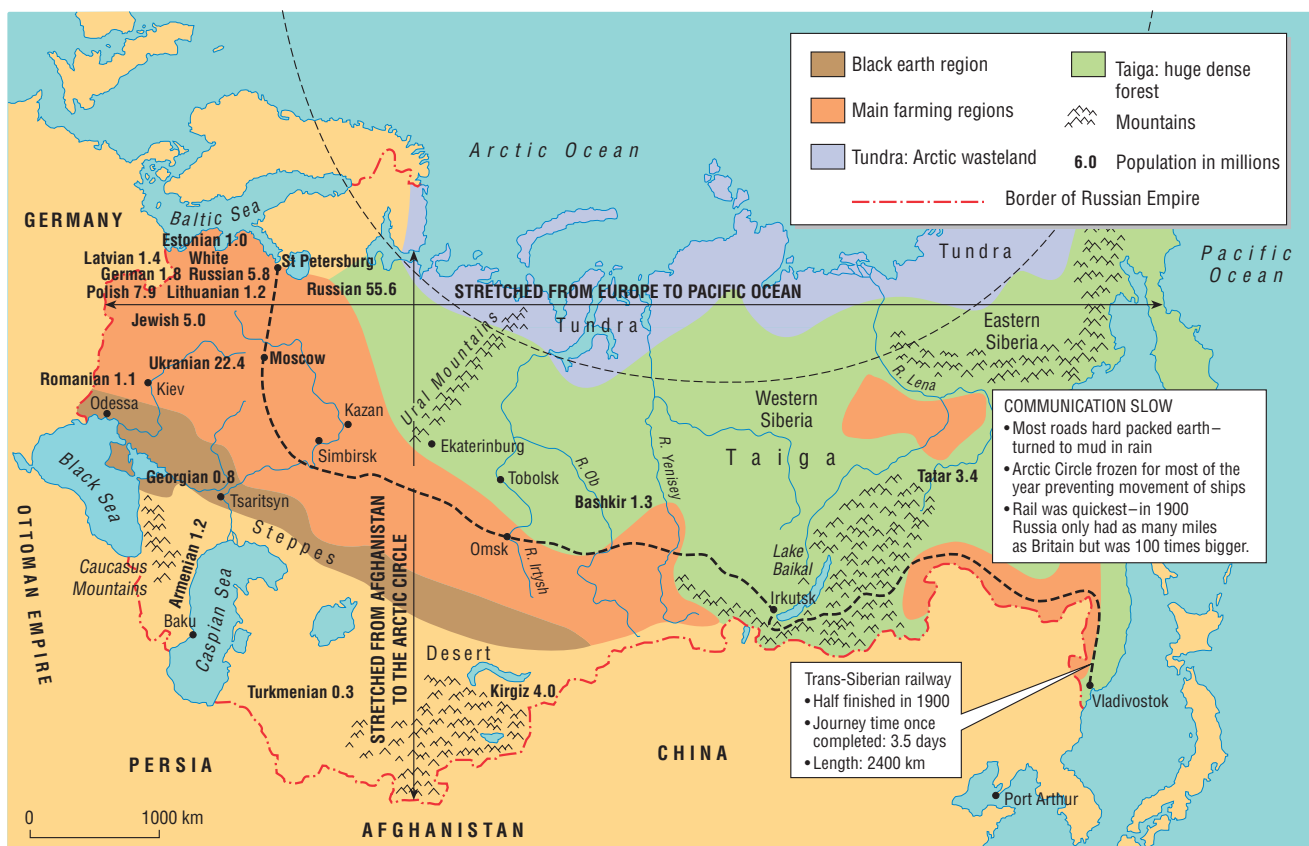 Black earth region
Main farming regions
Tundra: Arctic wasteland
Taiga: huge dense
forest
Mountains
6.0 Population in millions
Border of Russian Empire
Arctic Ocean
Pacific
Ocean
GERMANY
Baltic Sea
Estonian 1.0
Latvian 1.4
White
German 1.8
Russian 5.8
St Petersburg
Polish 7.9
Lithuanian 1.2
Russian 55.6
STRETCHED FROM EUROPE TO PACIFIC OCEAN
Tundra
Tundra
Jewish 5.0
Eastern
Siberia
Ukranian 22.4
Moscow
Ural Mountains
R. Lena
Romanian 1.1
Kiev
Odessa
Kazan
Western
Siberia
Ekaterinburg
Simbirsk
Taiga
COMMUNICATION SLOW
• Most roads hard packed earth–
turned to mud in rain
• Arctic Circle frozen for most of the
year preventing movement of ships
• Rail was quickest–in 1900
Russia only had as many miles
as Britain but was 100 times bigger.
Black Sea
Georgian 0.8
Tsaritsyn
Tobolsk
R. Ob
R. Yenisey
Bashkir 1.3
Tatar 3.4
OTTOMAN EMPIRE
Steppes
Omsk
R. Irtysh
Lake
Baikal
Irkutsk
Caucasus
Mountains
Armenian 1.2
Baku
Caspian Sea
STRETCHED FROM AFGHANISTAN
TO THE ARCTIC CIRCLE
Desert
Turkmenian 0.3
Kirgiz 4.0
Trans-Siberian railway
• Half finished in 1900
• Journey time once
completed: 3.5 days
• Length: 2400 km
Vladivostok
PERSIA
CHINA
Port Arthur
0 1000 km
AFGHANISTAN